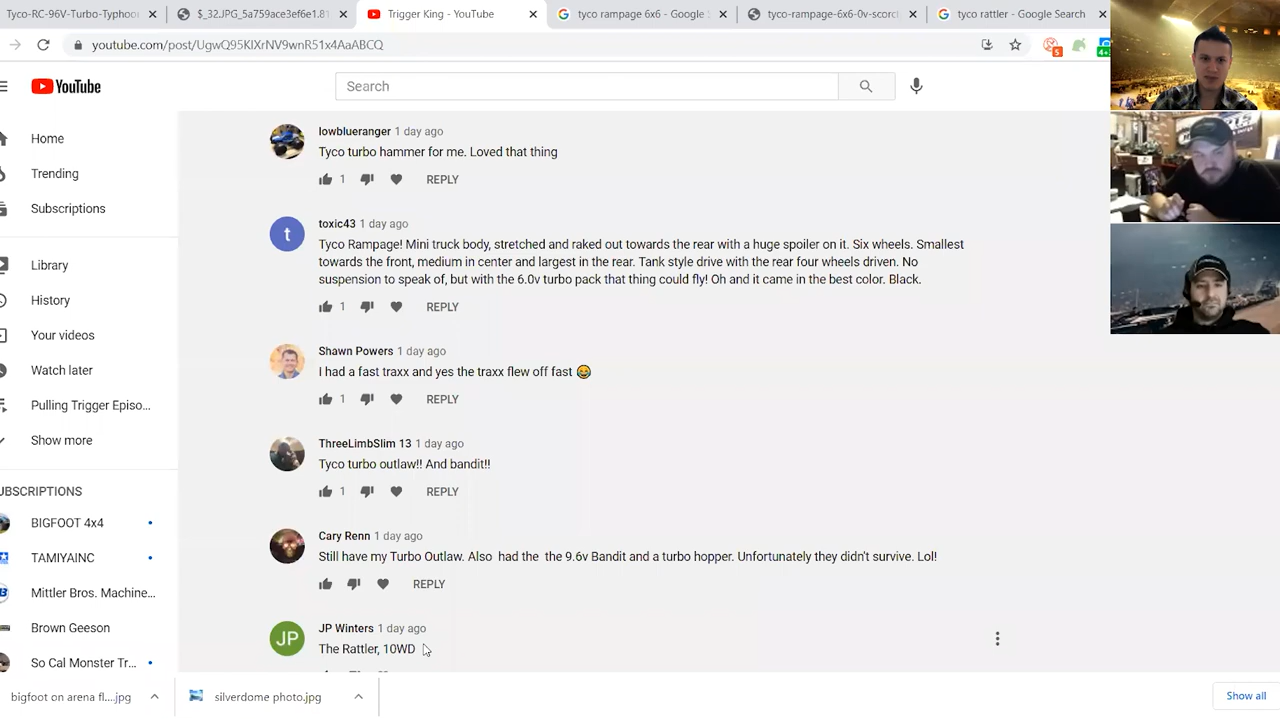 Tyco-RC-96V-Turbo-Typhoo
$_32.JPG_5a759ace3ef6e1.81
Trigger King - YouTube
tyco rampage 6x6 - Google
tyco-rampage-6x6-0v-scorc
tyco rattler - Google Search
youtube.com/post/UgwQ95KlXrNV9wnR51x4AaABCQ
YouTube
Search
Home
Trending
Subscriptions
Library
History
Your videos
Watch later
Pulling Trigger Episo...
Show more
UBSCRIPTIONS
BIGFOOT 4x4
TAMIYAINC
Mittler Bros. Machine...
Brown Geeson
So Cal Monster Tr...
lowblueranger 1 day ago
Tyco turbo hammer for me. Loved that thing
1 REPLY
t
toxic43 1 day ago
Tyco Rampage! Mini truck body, stretched and raked out towards the rear with a huge spoiler on it. Six wheels. Smallest
towards the front, medium in center and largest in the rear. Tank style drive with the rear four wheels driven. No
suspension to speak of, but with the 6.0v turbo pack that thing could fly! Oh and it came in the best color. Black.
1 REPLY
Shawn Powers 1 day ago
I had a fast traxx and yes the traxx flew off fast 😂
1 REPLY
ThreeLimbSlim 13 1 day ago
Tyco turbo outlaw!! And bandit!!
1 REPLY
Cary Renn 1 day ago
Still have my Turbo Outlaw. Also had the the 9.6v Bandit and a turbo hopper. Unfortunately they didn't survive. Lol!
REPLY
JP
JP Winters 1 day ago
The Rattler, 10WD
bigfoot on arena fl....jpg
silverdome photo.jpg
Show all